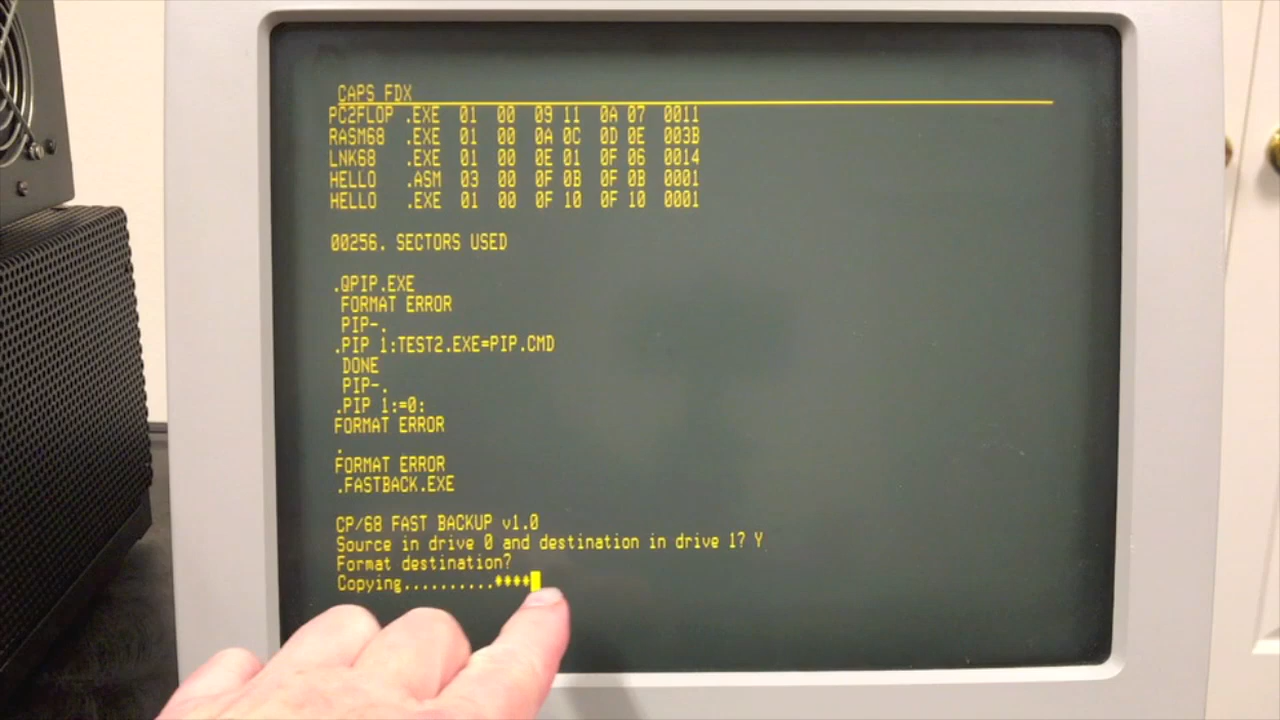 CAPS FDX
PC2FLOP .EXE 01 00 09 11 0A 07 0011
RASM68 .EXE 01 00 0A 0C 0D 0E 003B
LNK68 .EXE 01 00 0E 01 0F 06 0014
HELLO .ASM 03 00 0F 0B 0F 0B 0001
HELLO .EXE 01 00 0F 10 0F 10 0001
00256. SECTORS USED
.@PIP.EXE
FORMAT ERROR
PIP-.
.PIP 1:TEST2.EXE=PIP.CMD
DONE
PIP-.
.PIP 1:=0:
FORMAT ERROR
.
FORMAT ERROR
.FASTBACK.EXE
CP/68 FAST BACKUP v1.0
Source in drive 0 and destination in drive 1? Y
Format destination?
Copying..........****